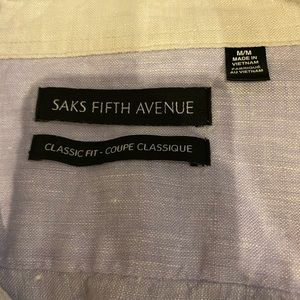 M/M
MADE IN
VIETNAM
FABRIQUÉ
AU VIETNAM
SAKS FIFTH AVENUE
CLASSIC FIT - COUPE CLASSIQUE